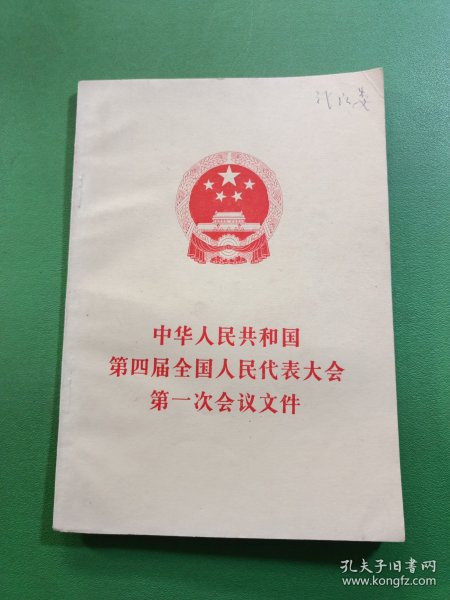 中华人民共和国
第四届全国人民代表大会
第一次会议文件
孔夫子旧书网
www.kongfz.com